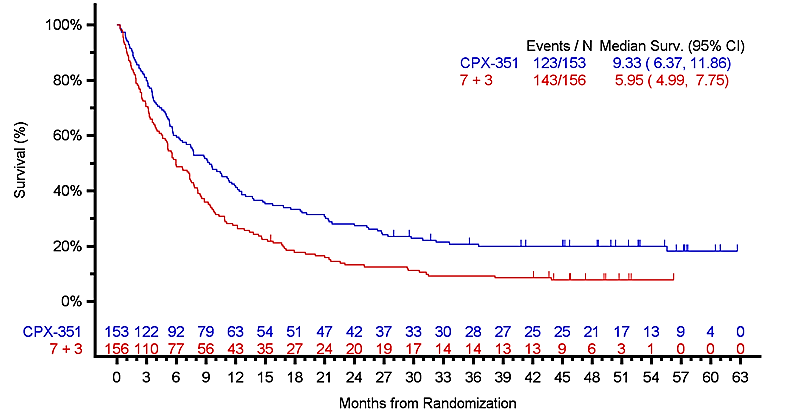 100%
80%
60%
40%
20%
0%
Survival (%)
Events / N Median Surv. (95% CI)
CPX-351 123/153 9.33 ( 6.37, 11.86)
7 + 3 143/156 5.95 ( 4.99, 7.75)
CPX-351 153 122 92 79 63 54 51 47 42 37 33 30 28 27 25 25 21 17 13 9 4 0
7 + 3 156 110 77 56 43 35 27 24 20 19 17 14 14 13 13 9 6 3 1 0 0 0
0 3 6 9 12 15 18 21 24 27 30 33 36 39 42 45 48 51 54 57 60 63
Months from Randomization